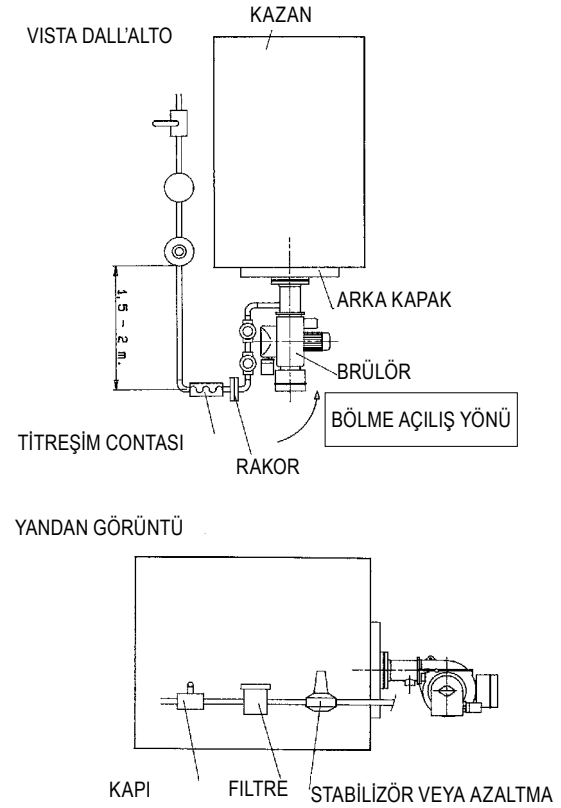 KAZAN
VISTA DALL'ALTO
1,5 - 2 m.
ARKA KAPAK
BRÜLÖR
BÖLME AÇILIŞ YÖNÜ
TİTREŞİM CONTASI
RAKOR
YANDAN GÖRÜNTÜ
KAPI
FILTRE
STABİLİZÖR VEYA AZALTMA